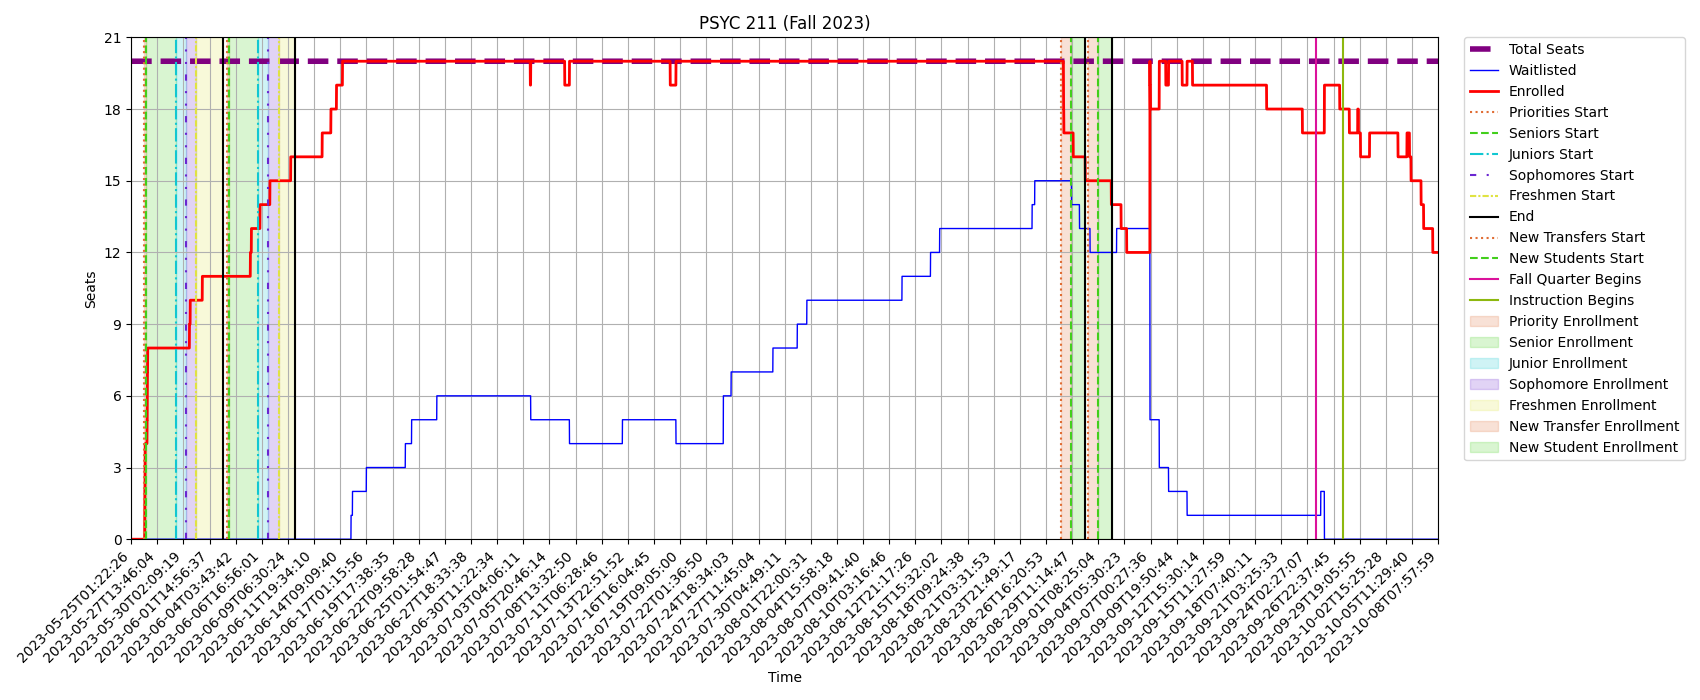 PSYC 211 (Fall 2023)
21
18
15
12
9
6
3
0
Seats
2023-05-25T01:22:26
2023-05-27T13:46:04
2023-05-30T02:09:19
2023-06-01T14:56:37
2023-06-04T03:43:42
2023-06-06T16:56:01
2023-06-09T06:30:24
2023-06-11T19:34:10
2023-06-14T09:09:40
2023-06-17T01:15:56
2023-06-19T17:38:35
2023-06-22T09:58:28
2023-06-25T01:54:47
2023-06-27T18:33:38
2023-06-30T11:22:34
2023-07-03T04:06:11
2023-07-05T20:46:14
2023-07-08T13:32:50
2023-07-11T06:28:46
2023-07-13T22:51:52
2023-07-16T16:04:45
2023-07-19T09:05:00
2023-07-22T01:36:50
2023-07-24T18:34:03
2023-07-27T11:45:04
2023-07-30T04:49:11
2023-08-01T22:00:31
2023-08-04T15:58:18
2023-08-07T09:41:40
2023-08-10T03:16:46
2023-08-12T21:17:26
2023-08-15T15:32:02
2023-08-18T09:24:38
2023-08-21T03:31:53
2023-08-23T21:49:17
2023-08-26T16:20:53
2023-08-29T11:14:47
2023-09-01T08:25:04
2023-09-04T05:30:23
2023-09-07T00:27:36
2023-09-09T19:50:44
2023-09-12T15:30:14
2023-09-15T11:27:59
2023-09-18T07:40:11
2023-09-21T03:25:33
2023-09-24T02:27:07
2023-09-26T22:37:45
2023-09-29T19:05:55
2023-10-02T15:25:28
2023-10-05T11:29:40
2023-10-08T07:57:59
Time
Total Seats
Waitlisted
Enrolled
Priorities Start
Seniors Start
Juniors Start
Sophomores Start
Freshmen Start
End
New Transfers Start
New Students Start
Fall Quarter Begins
Instruction Begins
Priority Enrollment
Senior Enrollment
Junior Enrollment
Sophomore Enrollment
Freshmen Enrollment
New Transfer Enrollment
New Student Enrollment